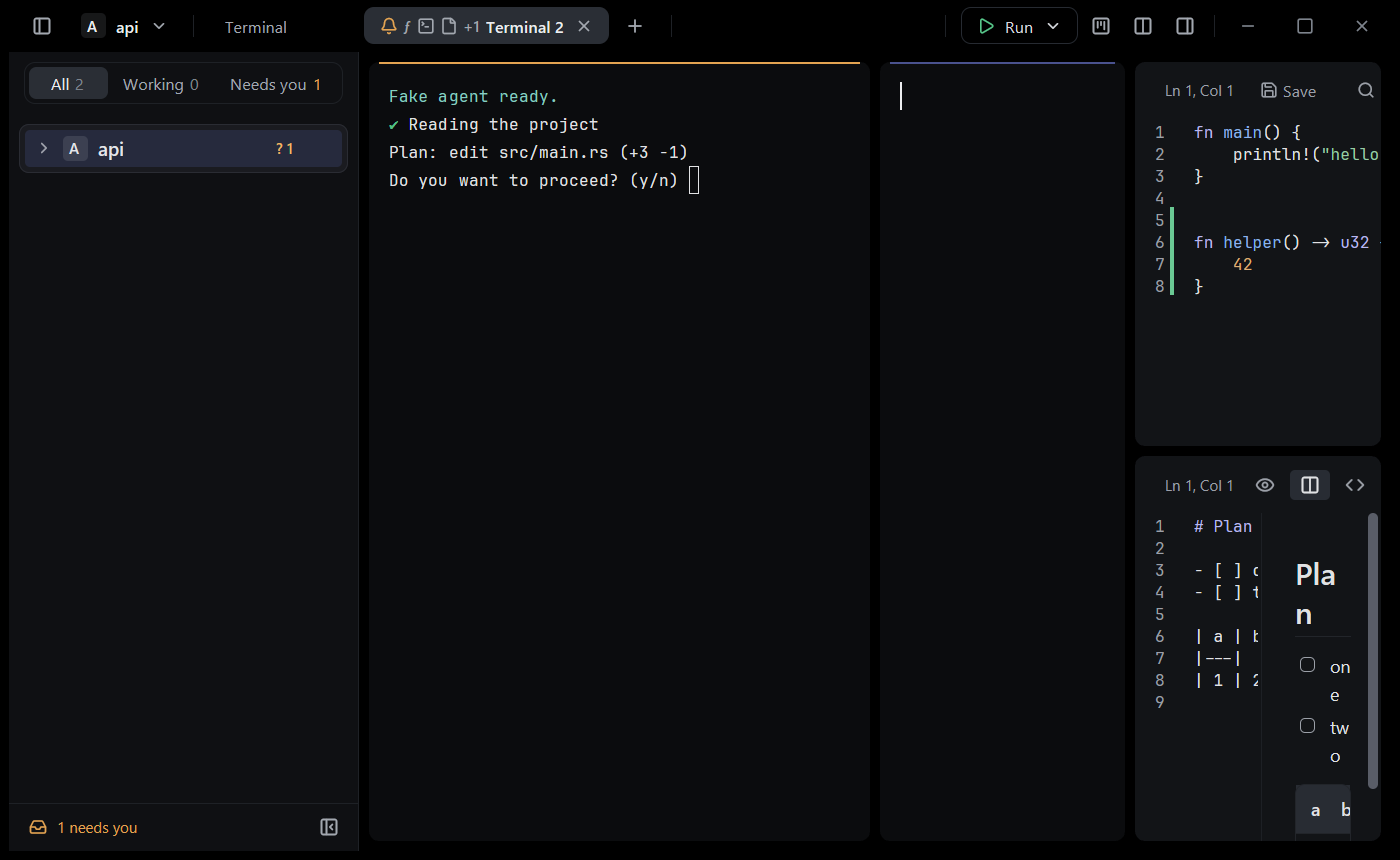 A api
Terminal
ƒ +1 Terminal 2
Run
All 2
Working 0
Needs you 1
A api ? 1
1 needs you
Fake agent ready.
✔ Reading the project
Plan: edit src/main.rs (+3 -1)
Do you want to proceed? (y/n)
Ln 1, Col 1
Save
1 fn main() {
2 println!("hello
3 }
4
5
6 fn helper() -> u32
7 42
8 }
Ln 1, Col 1
1 # Plan
2
3 - [ ]
4 - [ ] t
5
6 | a | b
7 |---|
8 | 1 | 2
9
Pla
n
on
e
tw
o
a b